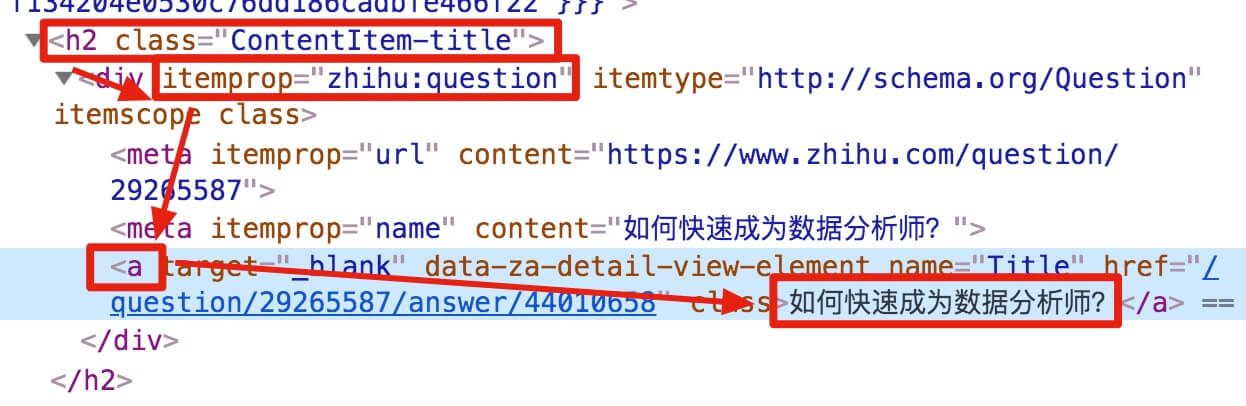 f134204e0530c76dd186cadbfe466f22"}}}">
<h2 class="ContentItem-title">
<div itemprop="zhihu:question" itemtype="http://schema.org/Question"
itemscope class>
<meta itemprop="url" content="https://www.zhihu.com/question/
29265587">
<meta itemprop="name" content="如何快速成为数据分析师？">
<a target="_blank" data-za-detail-view-element_name="Title" href="/
question/29265587/answer/44010658" class>如何快速成为数据分析师？</a> ==
</div>
</h2>